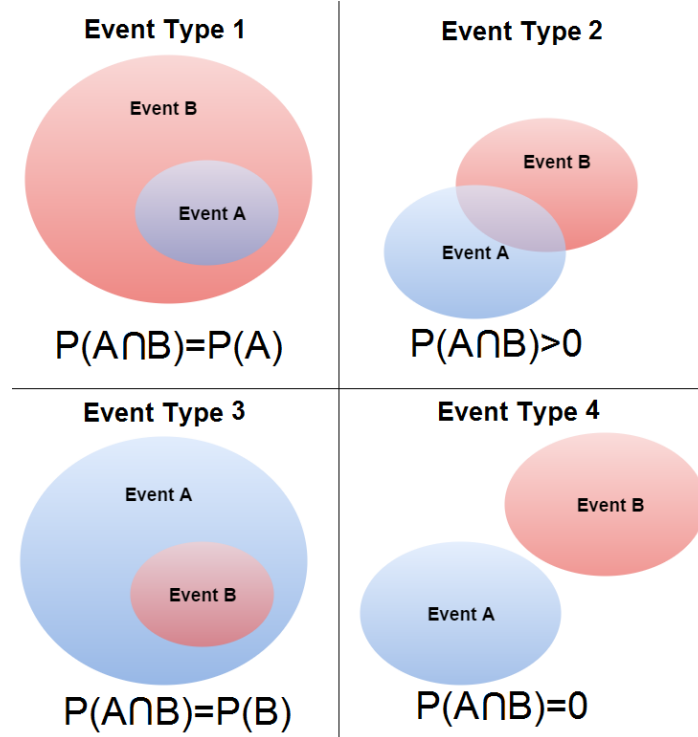 Event Type 1
Event B
Event A
P(A∩B)=P(A)
Event Type 2
Event B
Event A
P(A∩B)>0
Event Type 3
Event A
Event B
P(A∩B)=P(B)
Event Type 4
Event B
Event A
P(A∩B)=0